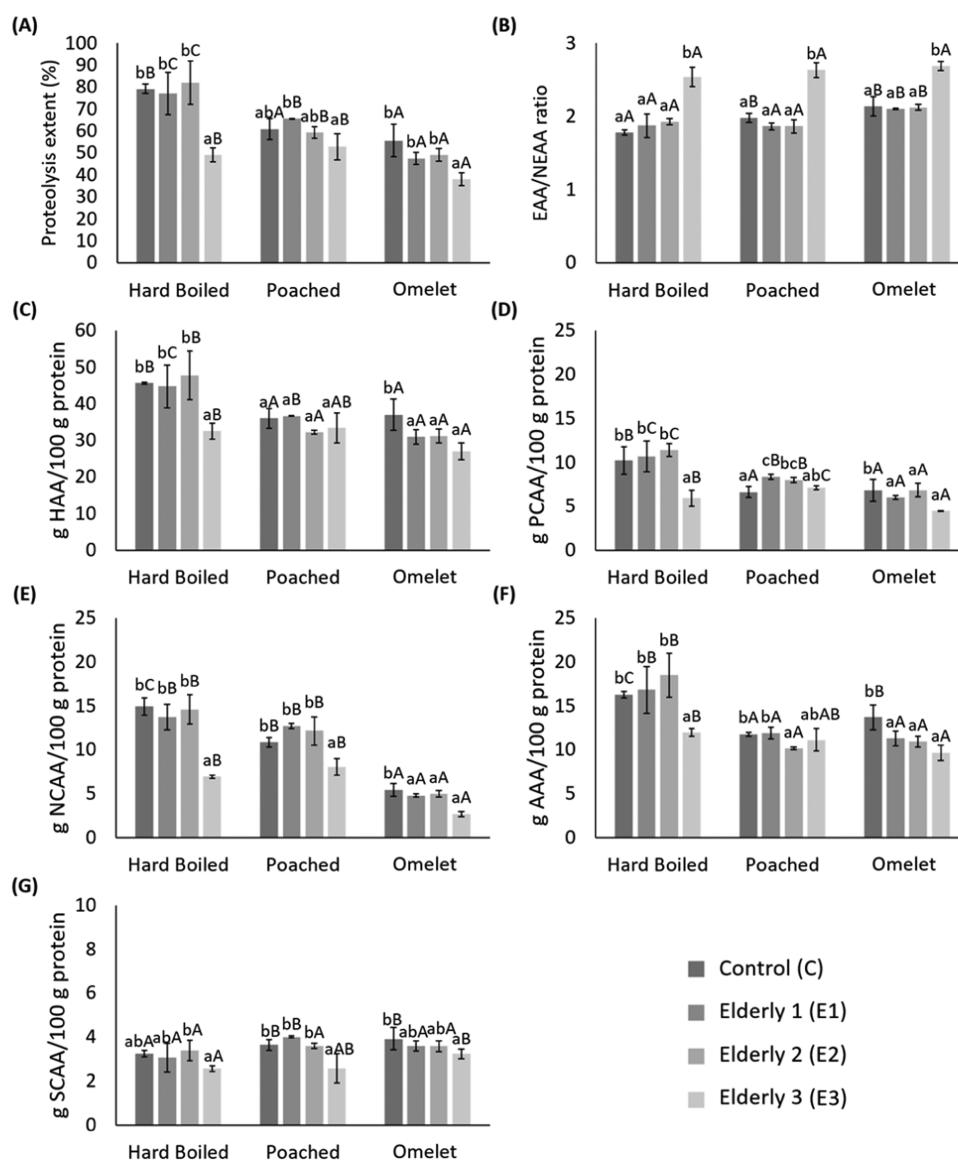 (A)
Proteolysis extent (%)
100
90
80
70
60
50
40
30
20
10
0
bB bC bC aB
abA bB abB aB
bA bA bA aA
Hard Boiled Poached Omelet
(B)
EAA/NEAA ratio
3
2
1
0
aA aA aA bA
aB aA aA bA
aB aB aB bA
Hard Boiled Poached Omelet
(C)
g HAA/100 g protein
60
50
40
30
20
10
0
bB bC bB aB
aA aB aA aAB
bA aA aA aA
Hard Boiled Poached Omelet
(D)
g PCAA/100 g protein
25
20
15
10
5
0
bB bC bC aB
aA cB bcB abC
bA aA aA aA
Hard Boiled Poached Omelet
(E)
g NCAA/100 g protein
25
20
15
10
5
0
bC bB bB aB
bB bB bB aB
bA aA aA aA
Hard Boiled Poached Omelet
(F)
g AAA/100 g protein
25
20
15
10
5
0
bC bB bB aB
bA bA aA abAB
bB aA aA aA
Hard Boiled Poached Omelet
(G)
g SCAA/100 g protein
10
8
6
4
2
0
abA abA bA aA
bB bB bA aAB
bB abA abA aB
Hard Boiled Poached Omelet
Control (C)
Elderly 1 (E1)
Elderly 2 (E2)
Elderly 3 (E3)